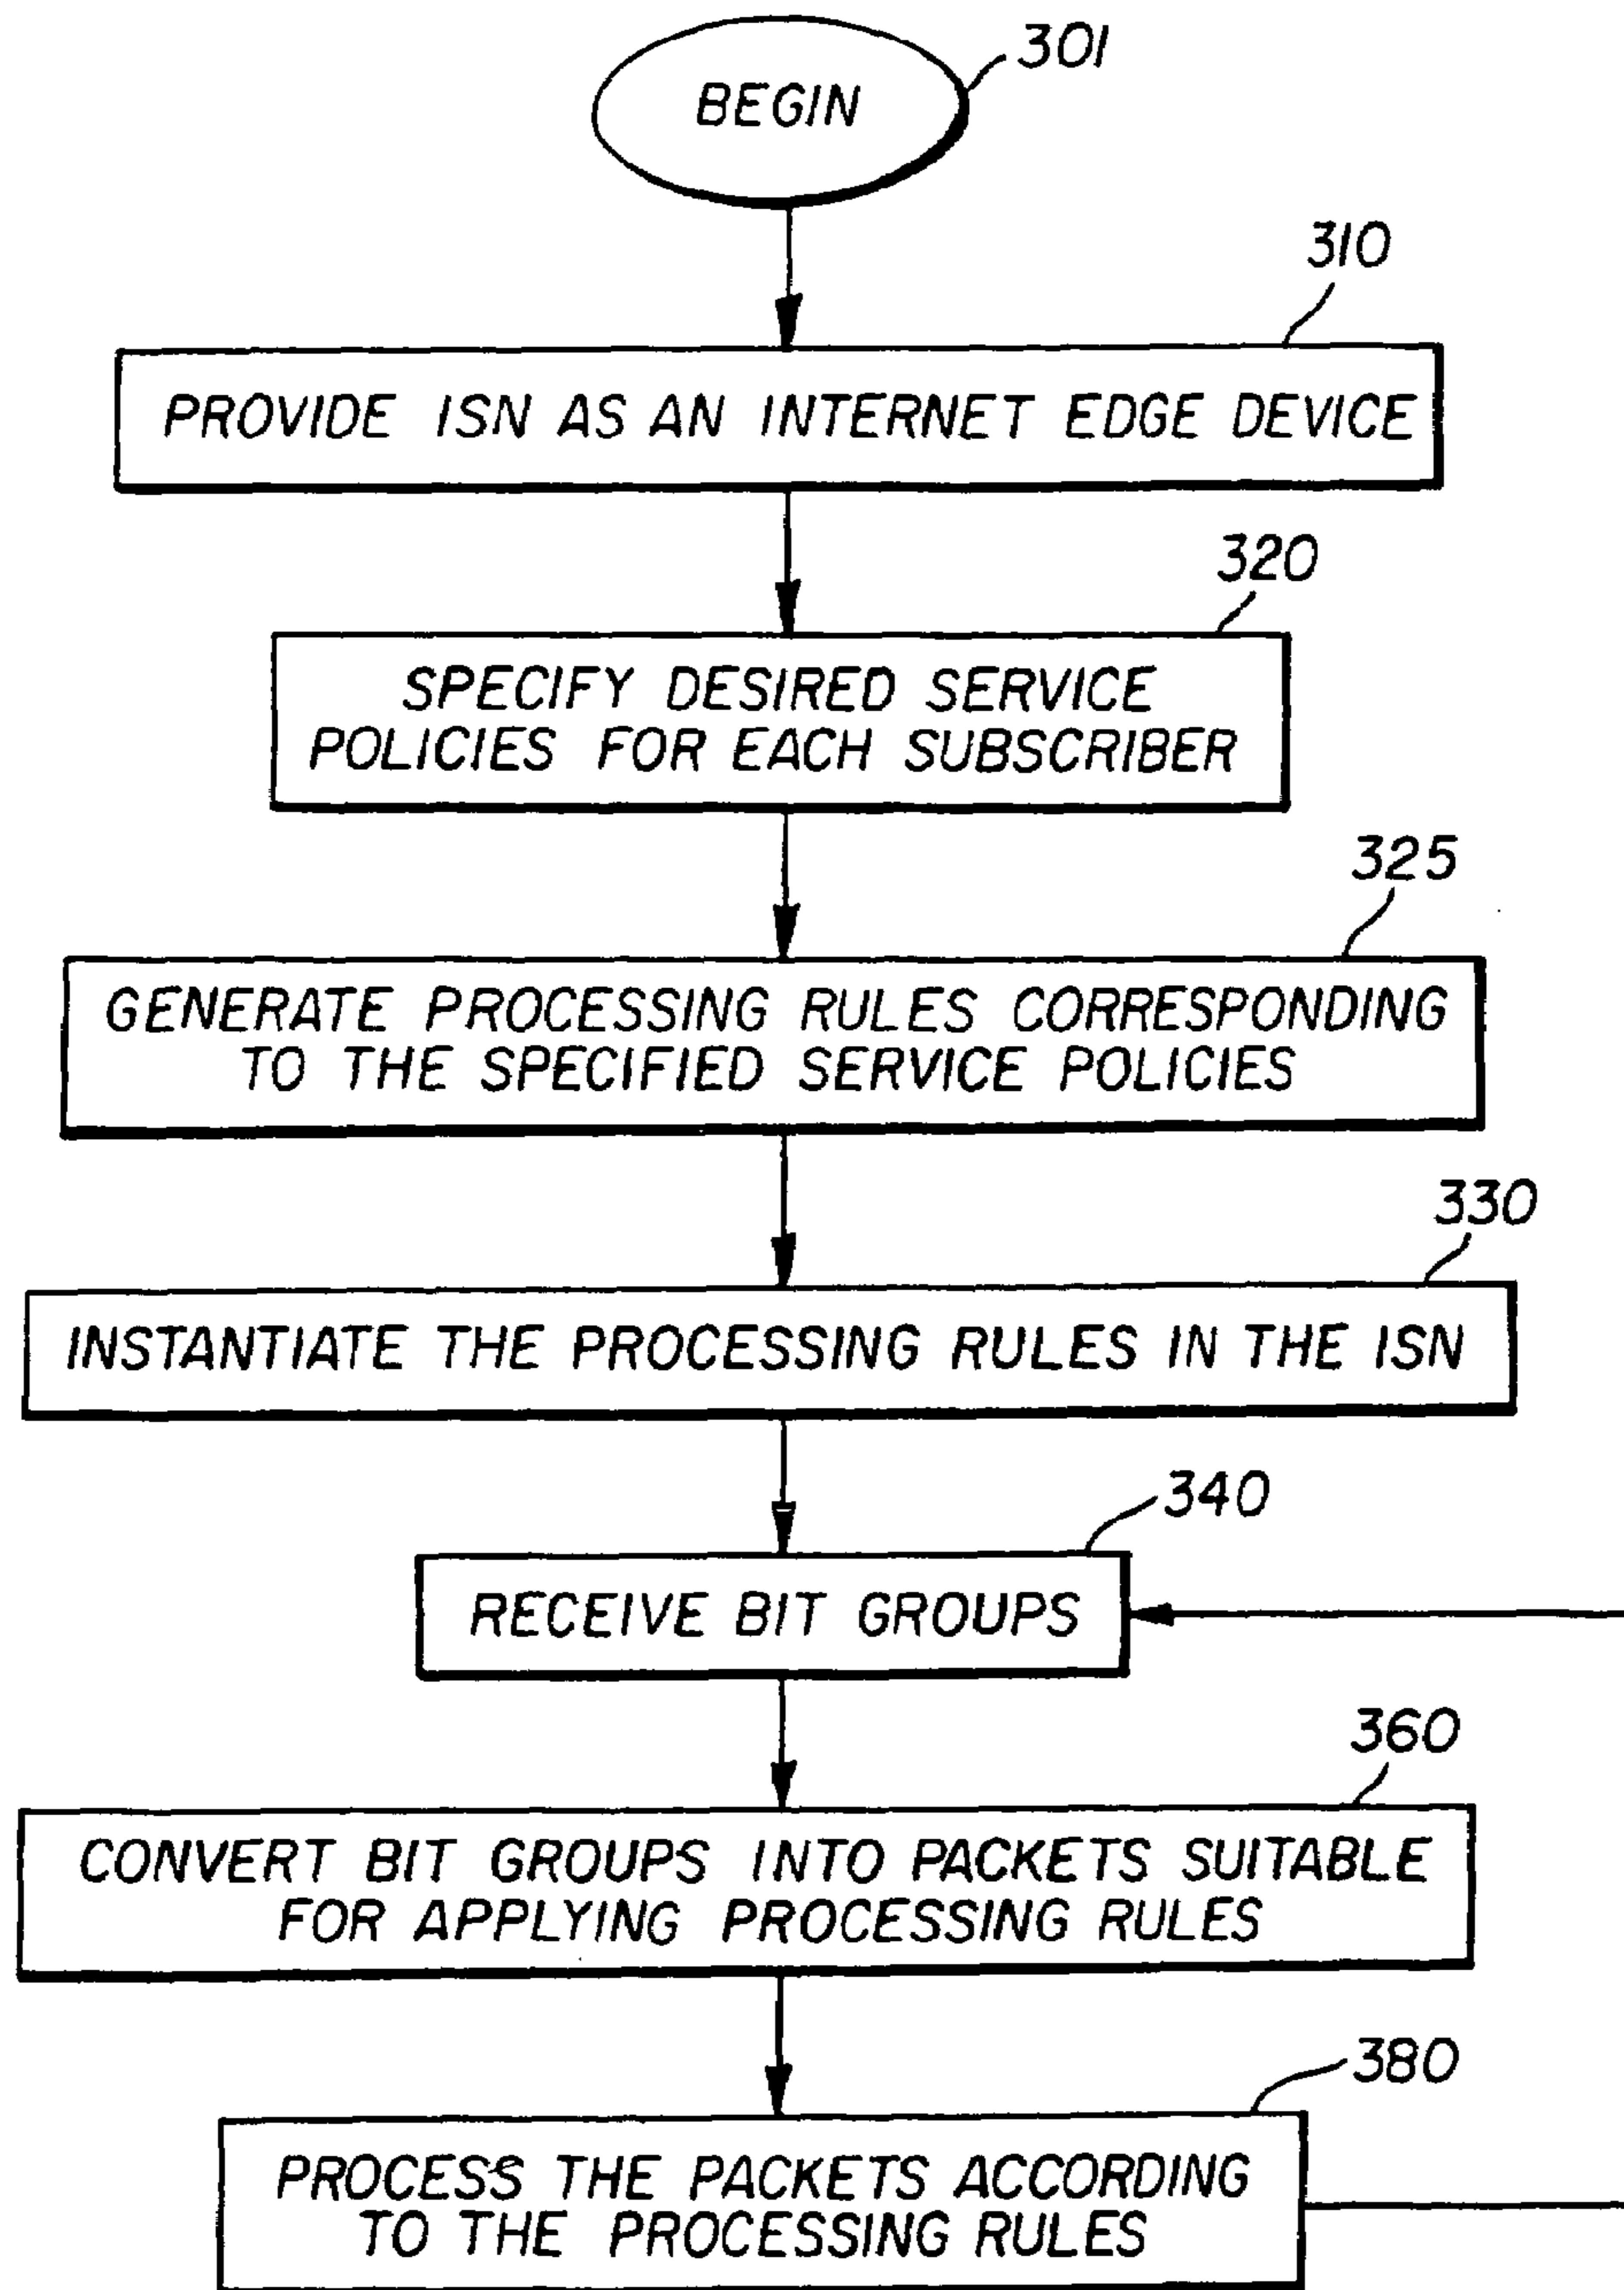 BEGIN
301
310
PROVIDE ISN AS AN INTERNET EDGE DEVICE
320
SPECIFY DESIRED SERVICE
POLICIES FOR EACH SUBSCRIBER
325
GENERATE PROCESSING RULES CORRESPONDING
TO THE SPECIFIED SERVICE POLICIES
330
INSTANTIATE THE PROCESSING RULES IN THE ISN
340
RECEIVE BIT GROUPS
360
CONVERT BIT GROUPS INTO PACKETS SUITABLE
FOR APPLYING PROCESSING RULES
380
PROCESS THE PACKETS ACCORDING
TO THE PROCESSING RULES